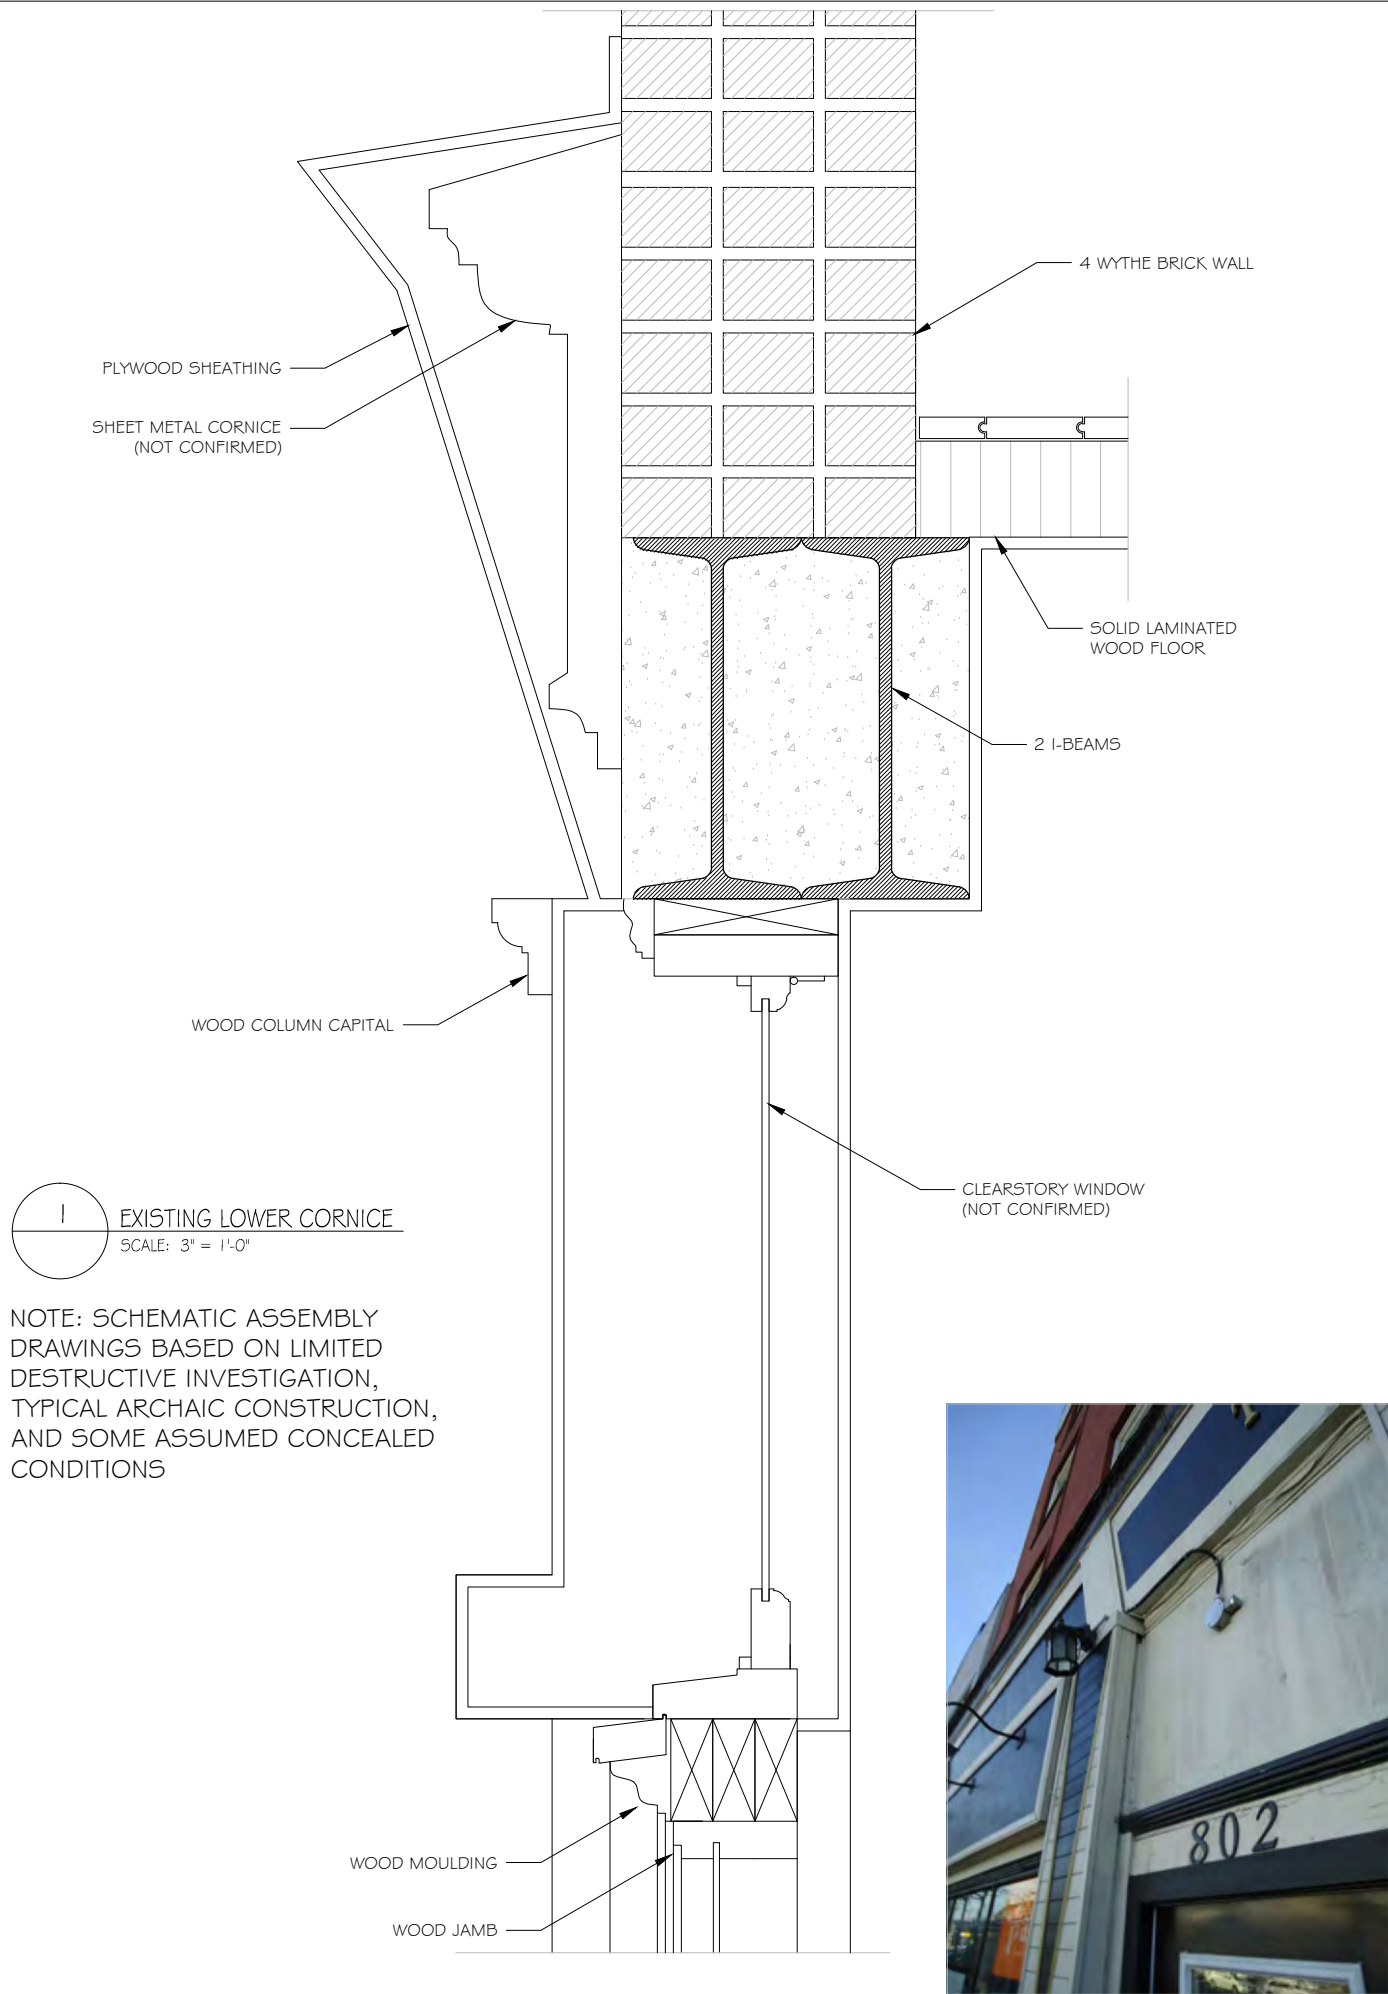 4 WYTHE BRICK WALL
PLYWOOD SHEATHING
SHEET METAL CORNICE
(NOT CONFIRMED)
SOLID LAMINATED
WOOD FLOOR
2 I-BEAMS
WOOD COLUMN CAPITAL
CLEARSTORY WINDOW
(NOT CONFIRMED)
1
EXISTING LOWER CORNICE
SCALE: 3" = 1'-0"
NOTE: SCHEMATIC ASSEMBLY
DRAWINGS BASED ON LIMITED
DESTRUCTIVE INVESTIGATION,
TYPICAL ARCHAIC CONSTRUCTION,
AND SOME ASSUMED CONCEALED
CONDITIONS
802
WOOD MOULDING
WOOD JAMB